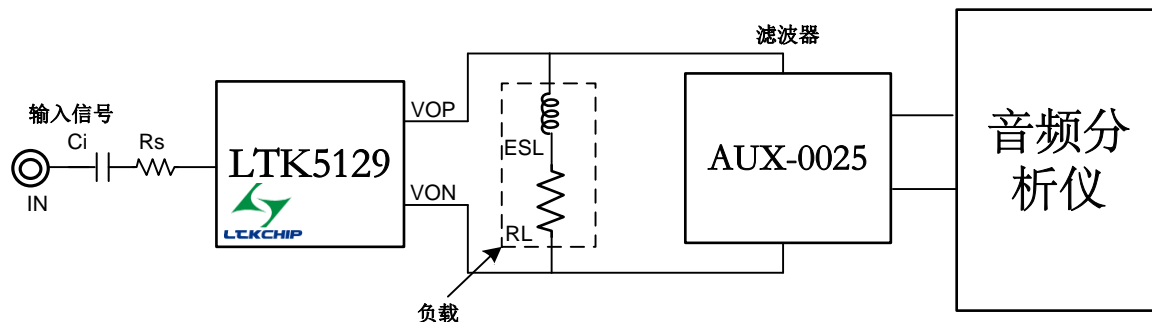 滤波器
输入信号
Ci
Rs
IN
LTK5129
LTKCHIP
VOP
VON
ESL
RL
负载
AUX-0025
音频分
析仪